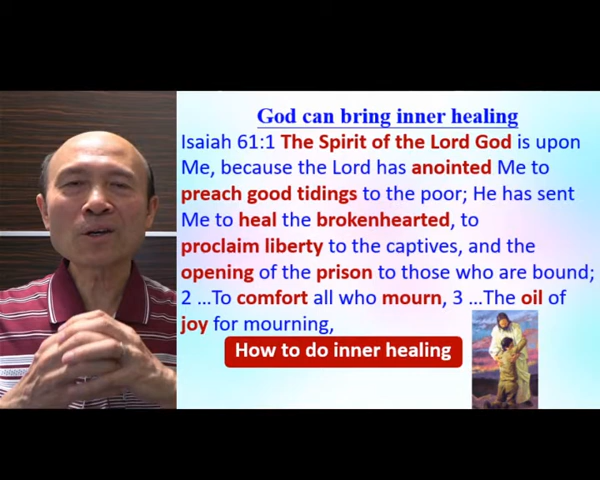 God can bring inner healing
Isaiah 61:1 The Spirit of the Lord God is upon
Me, because the Lord has anointed Me to
preach good tidings to the poor; He has sent
Me to heal the brokenhearted, to
proclaim liberty to the captives, and the
opening of the prison to those who are bound;
2 ...To comfort all who mourn, 3 ...The oil of
joy for mourning,
How to do inner healing